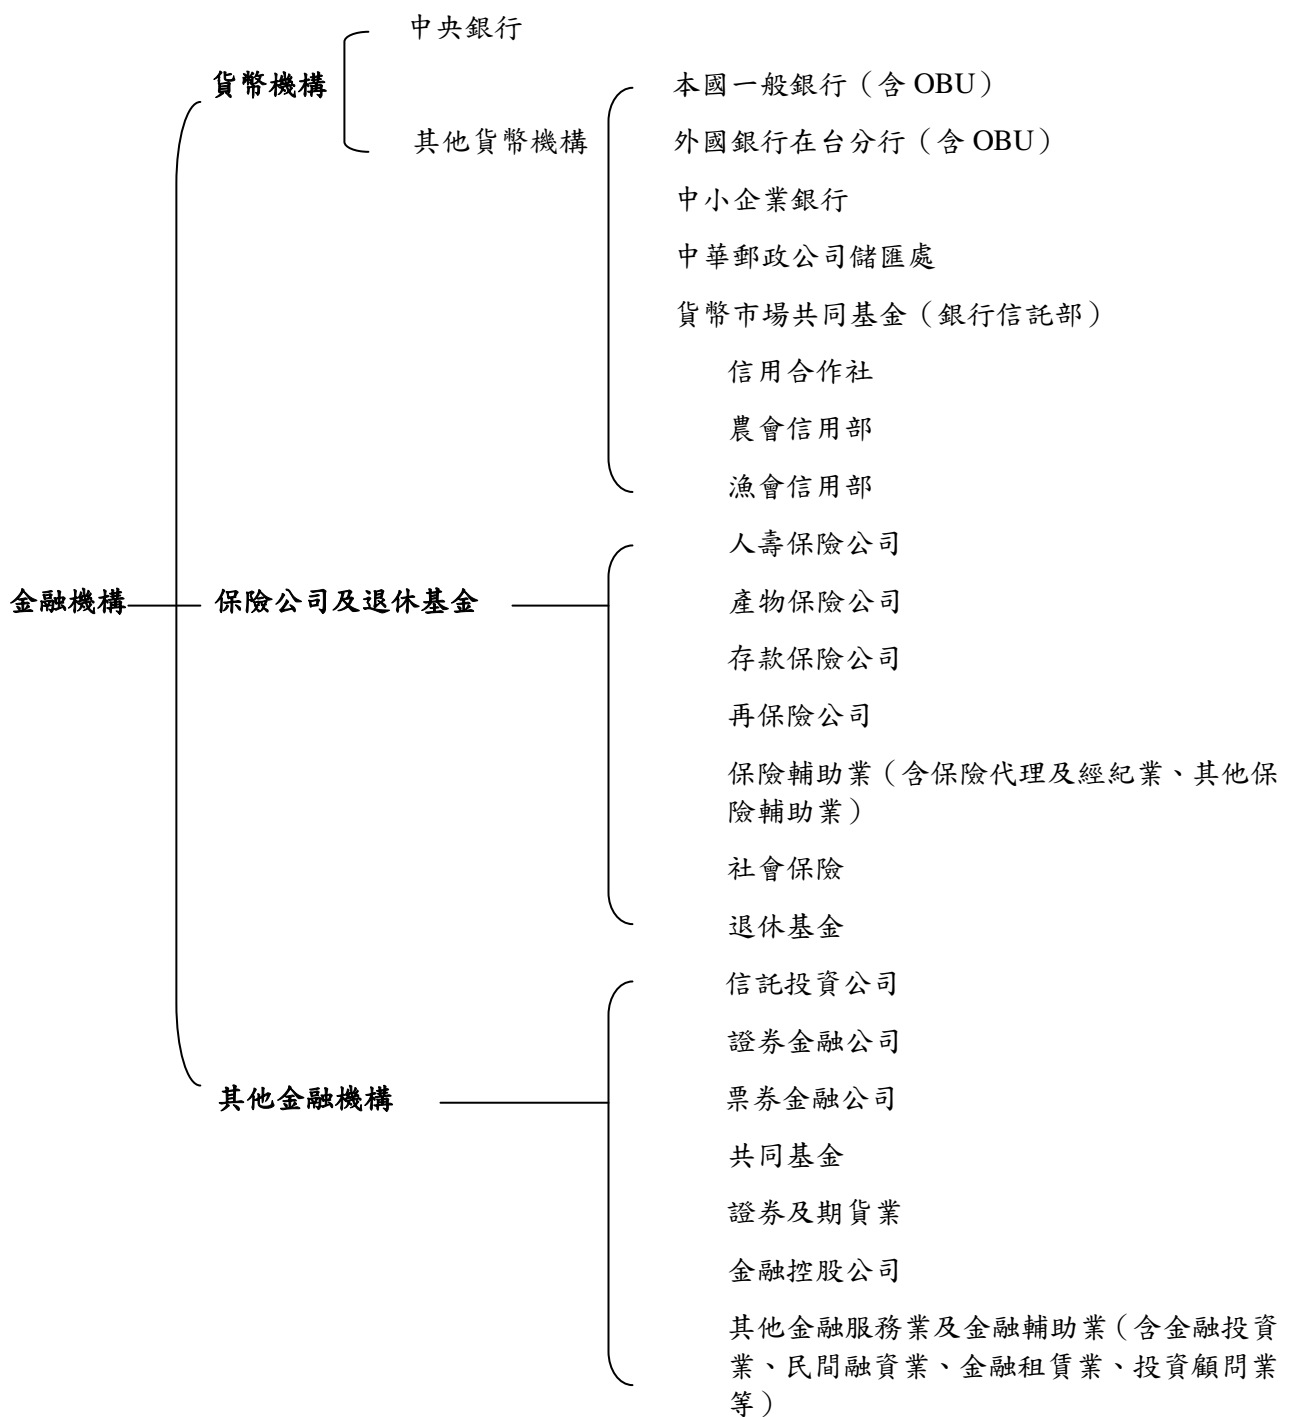 中央銀行
貨幣機構
本國一般銀行（含 OBU）
其他貨幣機構
外國銀行在台分行（含 OBU）
中小企業銀行
中華郵政公司儲匯處
貨幣市場共同基金（銀行信託部）
信用合作社
農會信用部
漁會信用部
人壽保險公司
金融機構
保險公司及退休基金
產物保險公司
存款保險公司
再保險公司
保險輔助業（含保險代理及經紀業、其他保
險輔助業）
社會保險
退休基金
信託投資公司
證券金融公司
其他金融機構
票券金融公司
共同基金
證券及期貨業
金融控股公司
其他金融服務業及金融輔助業（含金融投資
業、民間融資業、金融租賃業、投資顧問業
等）